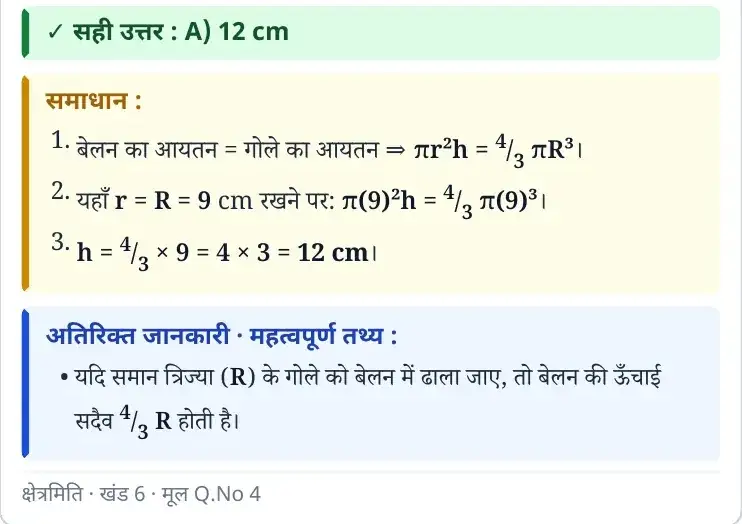 ✓ सही उत्तर : A) 12 cm
समाधान :
1. बेलन का आयतन = गोले का आयतन ⇒ πr²h = ⁴/₃ πR³।
2. यहाँ r = R = 9 cm रखने पर: π(9)²h = ⁴/₃ π(9)³।
3. h = ⁴/₃ × 9 = 4 × 3 = 12 cm।
अतिरिक्त जानकारी · महत्वपूर्ण तथ्य :
• यदि समान त्रिज्या (R) के गोले को बेलन में ढाला जाए, तो बेलन की ऊँचाई
सदैव ⁴/₃ R होती है।
क्षेत्रमिति · खंड 6 · मूल Q.No 4